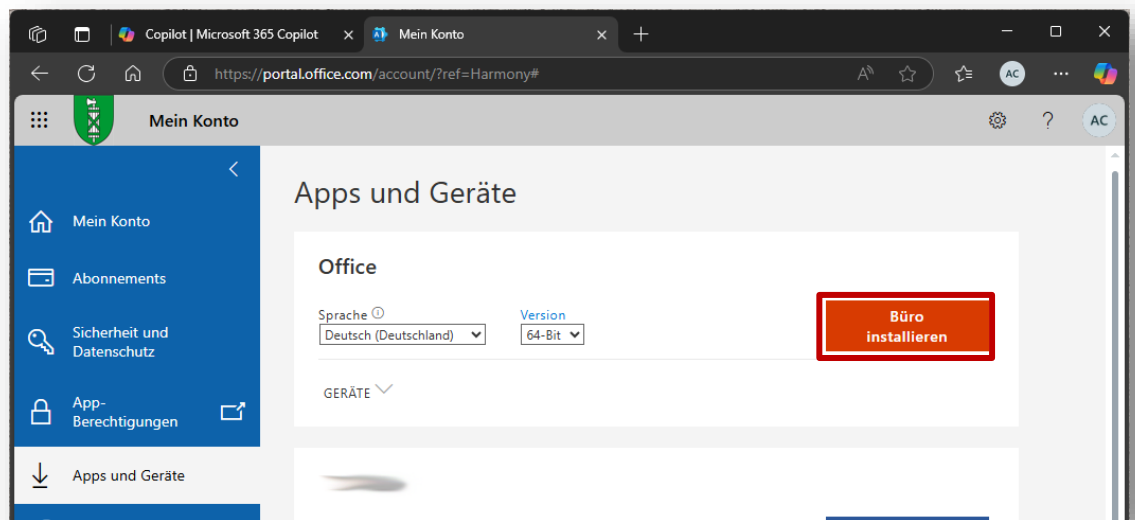 Copilot | Microsoft 365 Copilot
Mein Konto
https://portal.office.com/account/?ref=Harmony#
AC
Mein Konto
?
AC
Mein Konto
Abonnements
Sicherheit und
Datenschutz
App-
Berechtigungen
Apps und Geräte
Apps und Geräte
Office
Sprache
Version
Deutsch (Deutschland)
64-Bit
Büro
installieren
GERÄTE